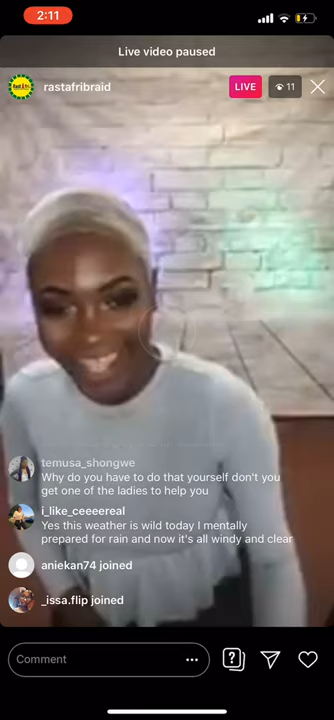 2:11
Live video paused
rastafribraid
LIVE
11
temusa_shongwe
Why do you have to do that yourself don't you
get one of the ladies to help you
i_like_ceeeereal
Yes this weather is wild today I mentally
prepared for rain and now it's all windy and clear
aniekan74 joined
_issa.flip joined
Comment